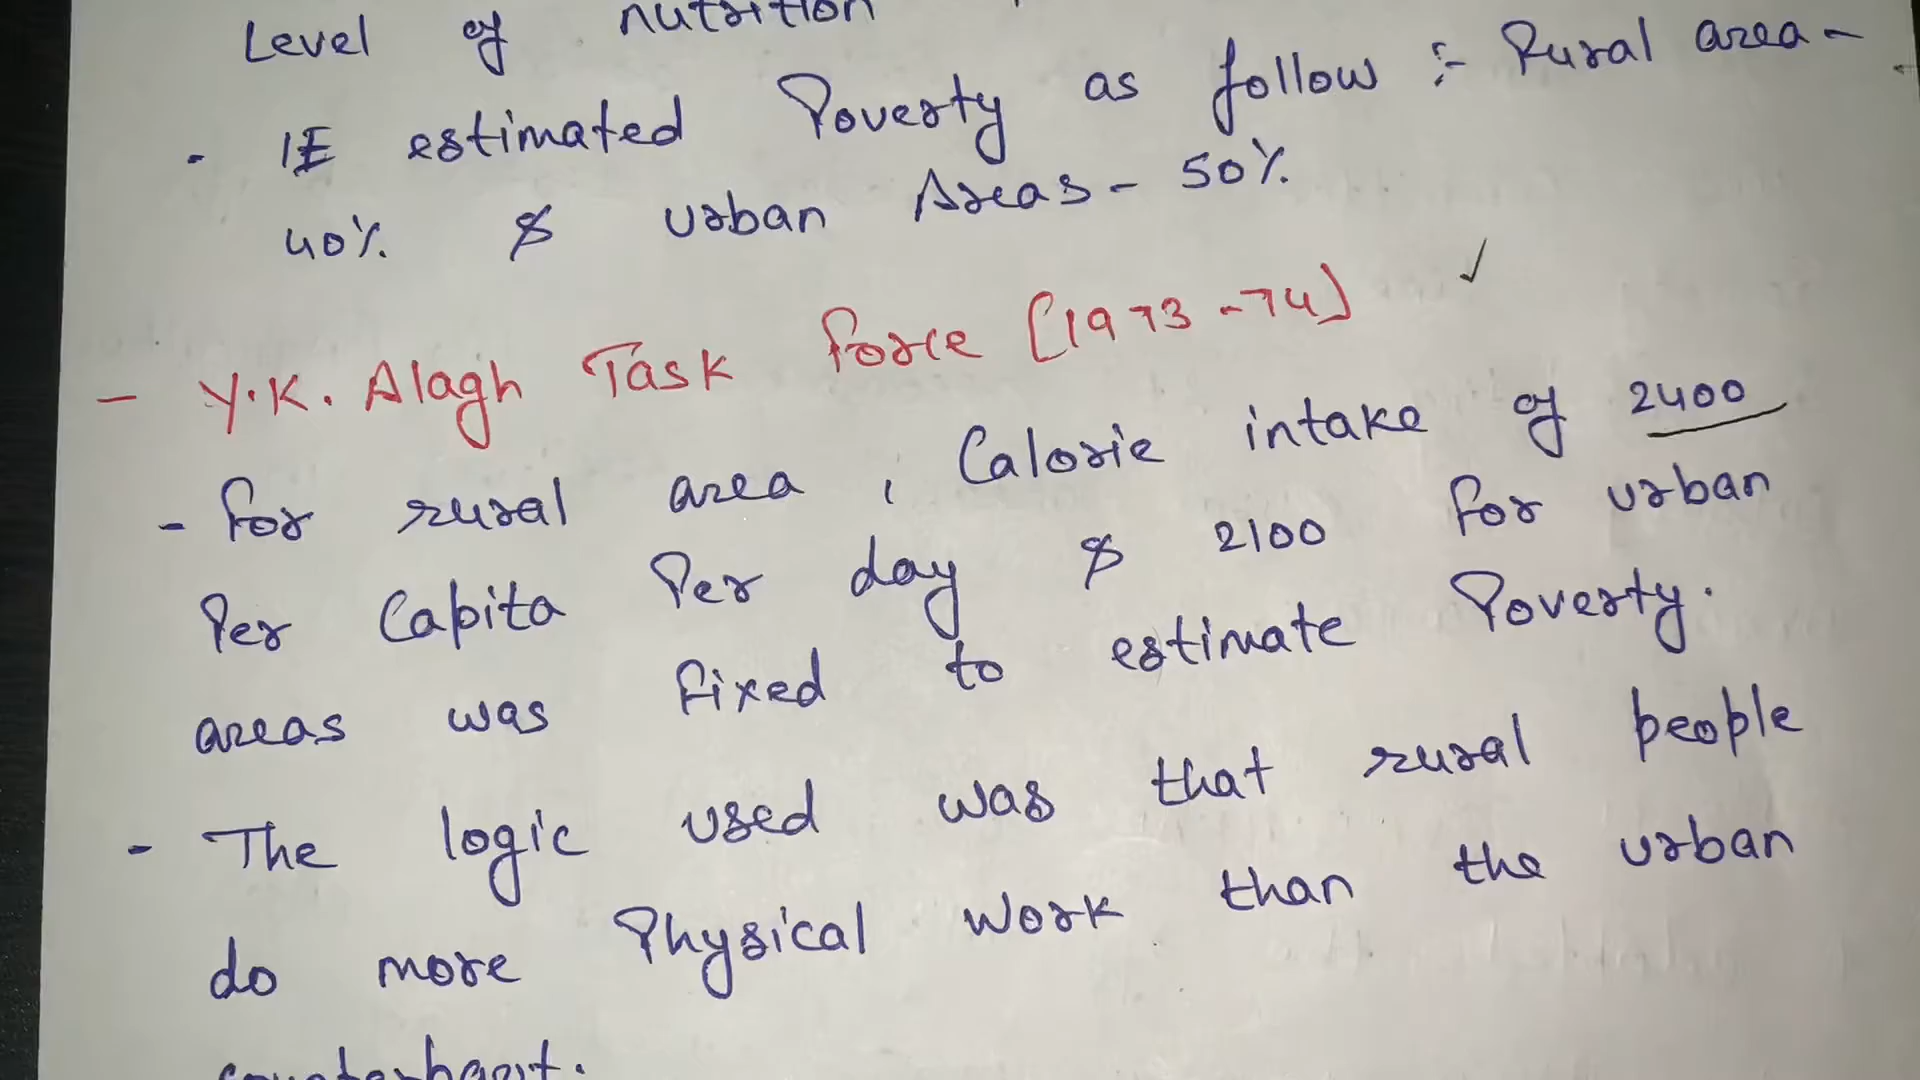 Level of nutrition
• IE estimated Poverty as follow :- Rural area -
40% & urban Areas - 50%
- Y.K. Alagh Task Force [1973-74] ✓
- For rural area, Calorie intake of 2400
Per Capita Per day & 2100 For urban
areas was fixed to estimate Poverty.
- The logic used was that rural people
do more Physical Work than the urban
counterpart.